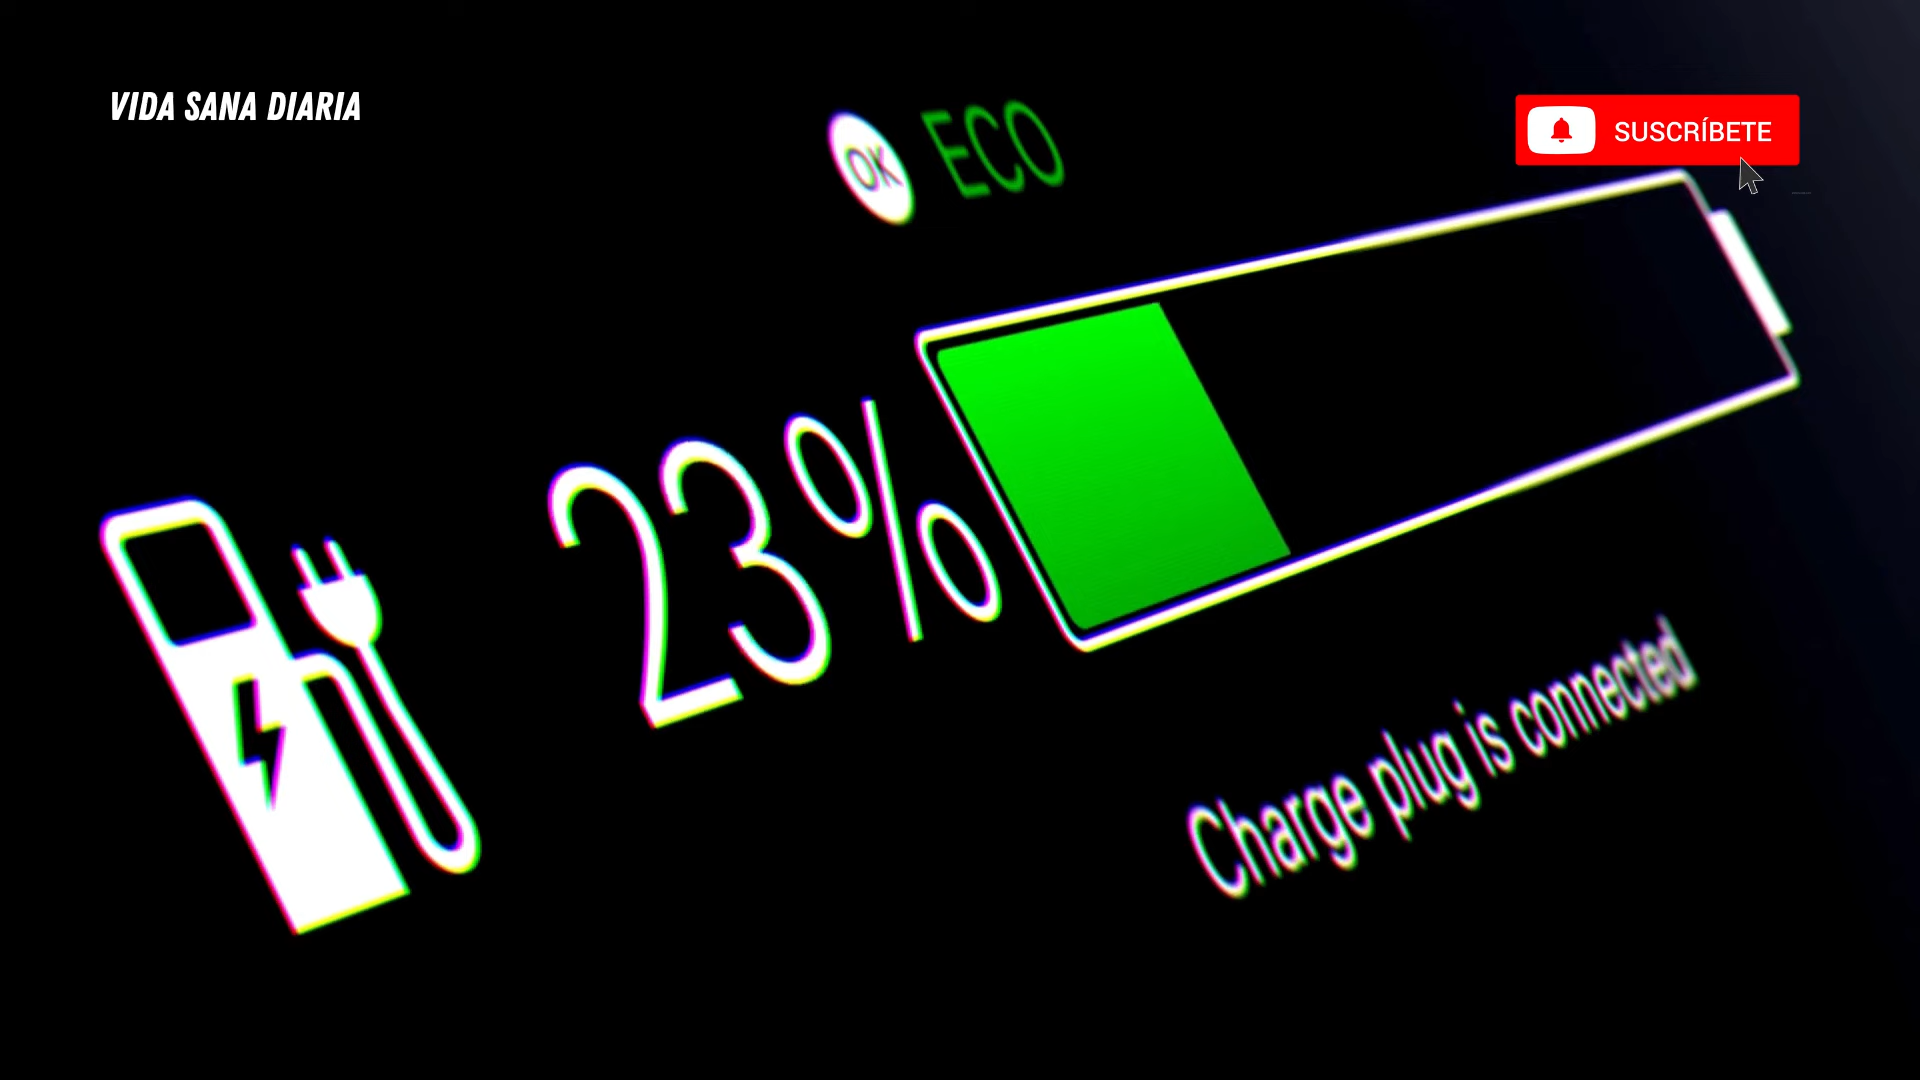 VIDA SANA DIARIA
SUSCRÍBETE
OK ECO
23%
Charge plug is connected